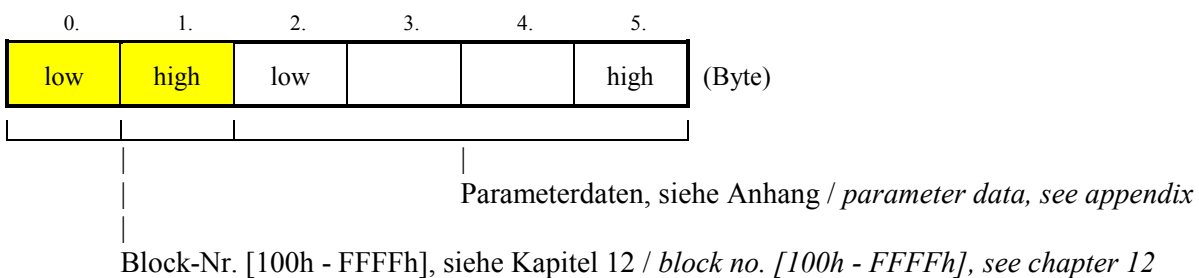 0. 1. 2. 3. 4. 5.
low high low high (Byte)
Parameterdaten, siehe Anhang / parameter data, see appendix
Block-Nr. [100h - FFFFh], siehe Kapitel 12 / block no. [100h - FFFFh], see chapter 12